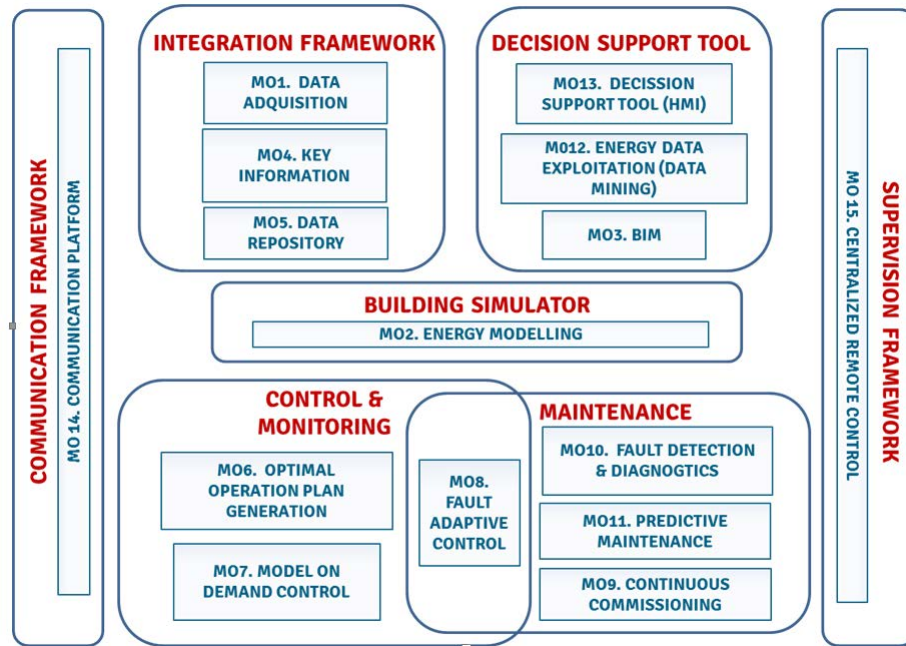 COMMUNICATION FRAMEWORK
MO 14. COMMUNICATION PLATFORM
INTEGRATION FRAMEWORK
MO1. DATA
ADQUISITION
MO4. KEY
INFORMATION
MO5. DATA
REPOSITORY
DECISION SUPPORT TOOL
MO13. DECISSION
SUPPORT TOOL (HMI)
M012. ENERGY DATA
EXPLOITATION (DATA
MINING)
MO3. BIM
BUILDING SIMULATOR
MO2. ENERGY MODELLING
CONTROL &
MONITORING
MO6. OPTIMAL
OPERATION PLAN
GENERATION
MO7. MODEL ON
DEMAND CONTROL
MO8.
FAULT
ADAPTIVE
CONTROL
MAINTENANCE
MO10. FAULT DETECTION
& DIAGNOGTICS
MO11. PREDICTIVE
MAINTENANCE
MO9. CONTINUOUS
COMMISSIONING
MO 15. CENTRALIZED REMOTE CONTROL
SUPERVISION FRAMEWORK